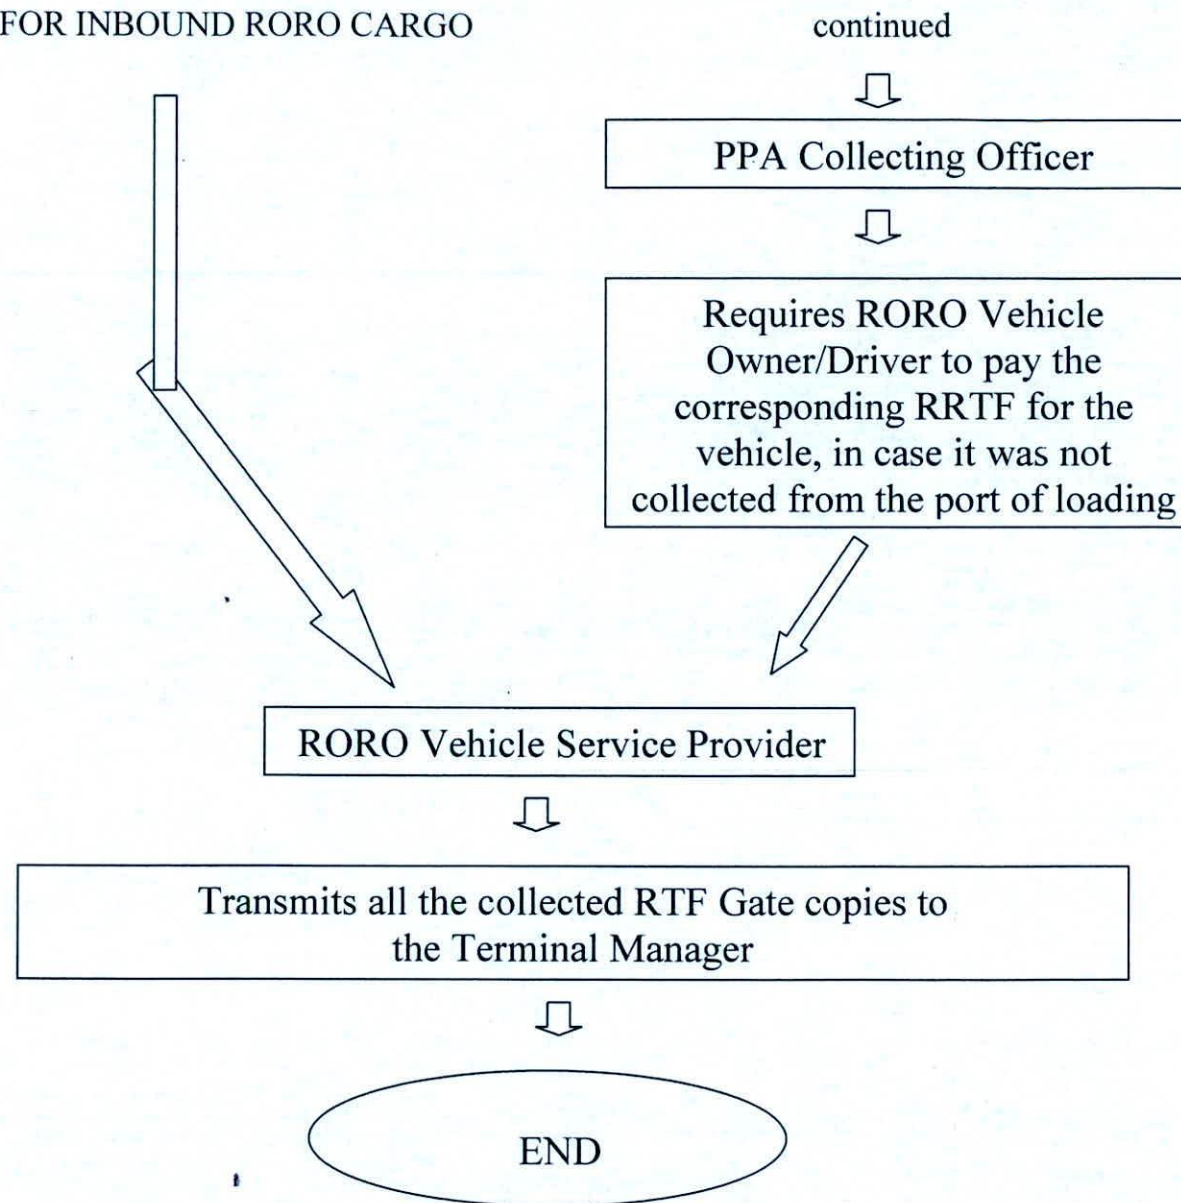 FOR INBOUND RORO CARGO
continued
PPA Collecting Officer
Requires RORO Vehicle
Owner/Driver to pay the
corresponding RRTF for the
vehicle, in case it was not
collected from the port of loading
RORO Vehicle Service Provider
Transmits all the collected RTF Gate copies to
the Terminal Manager
END